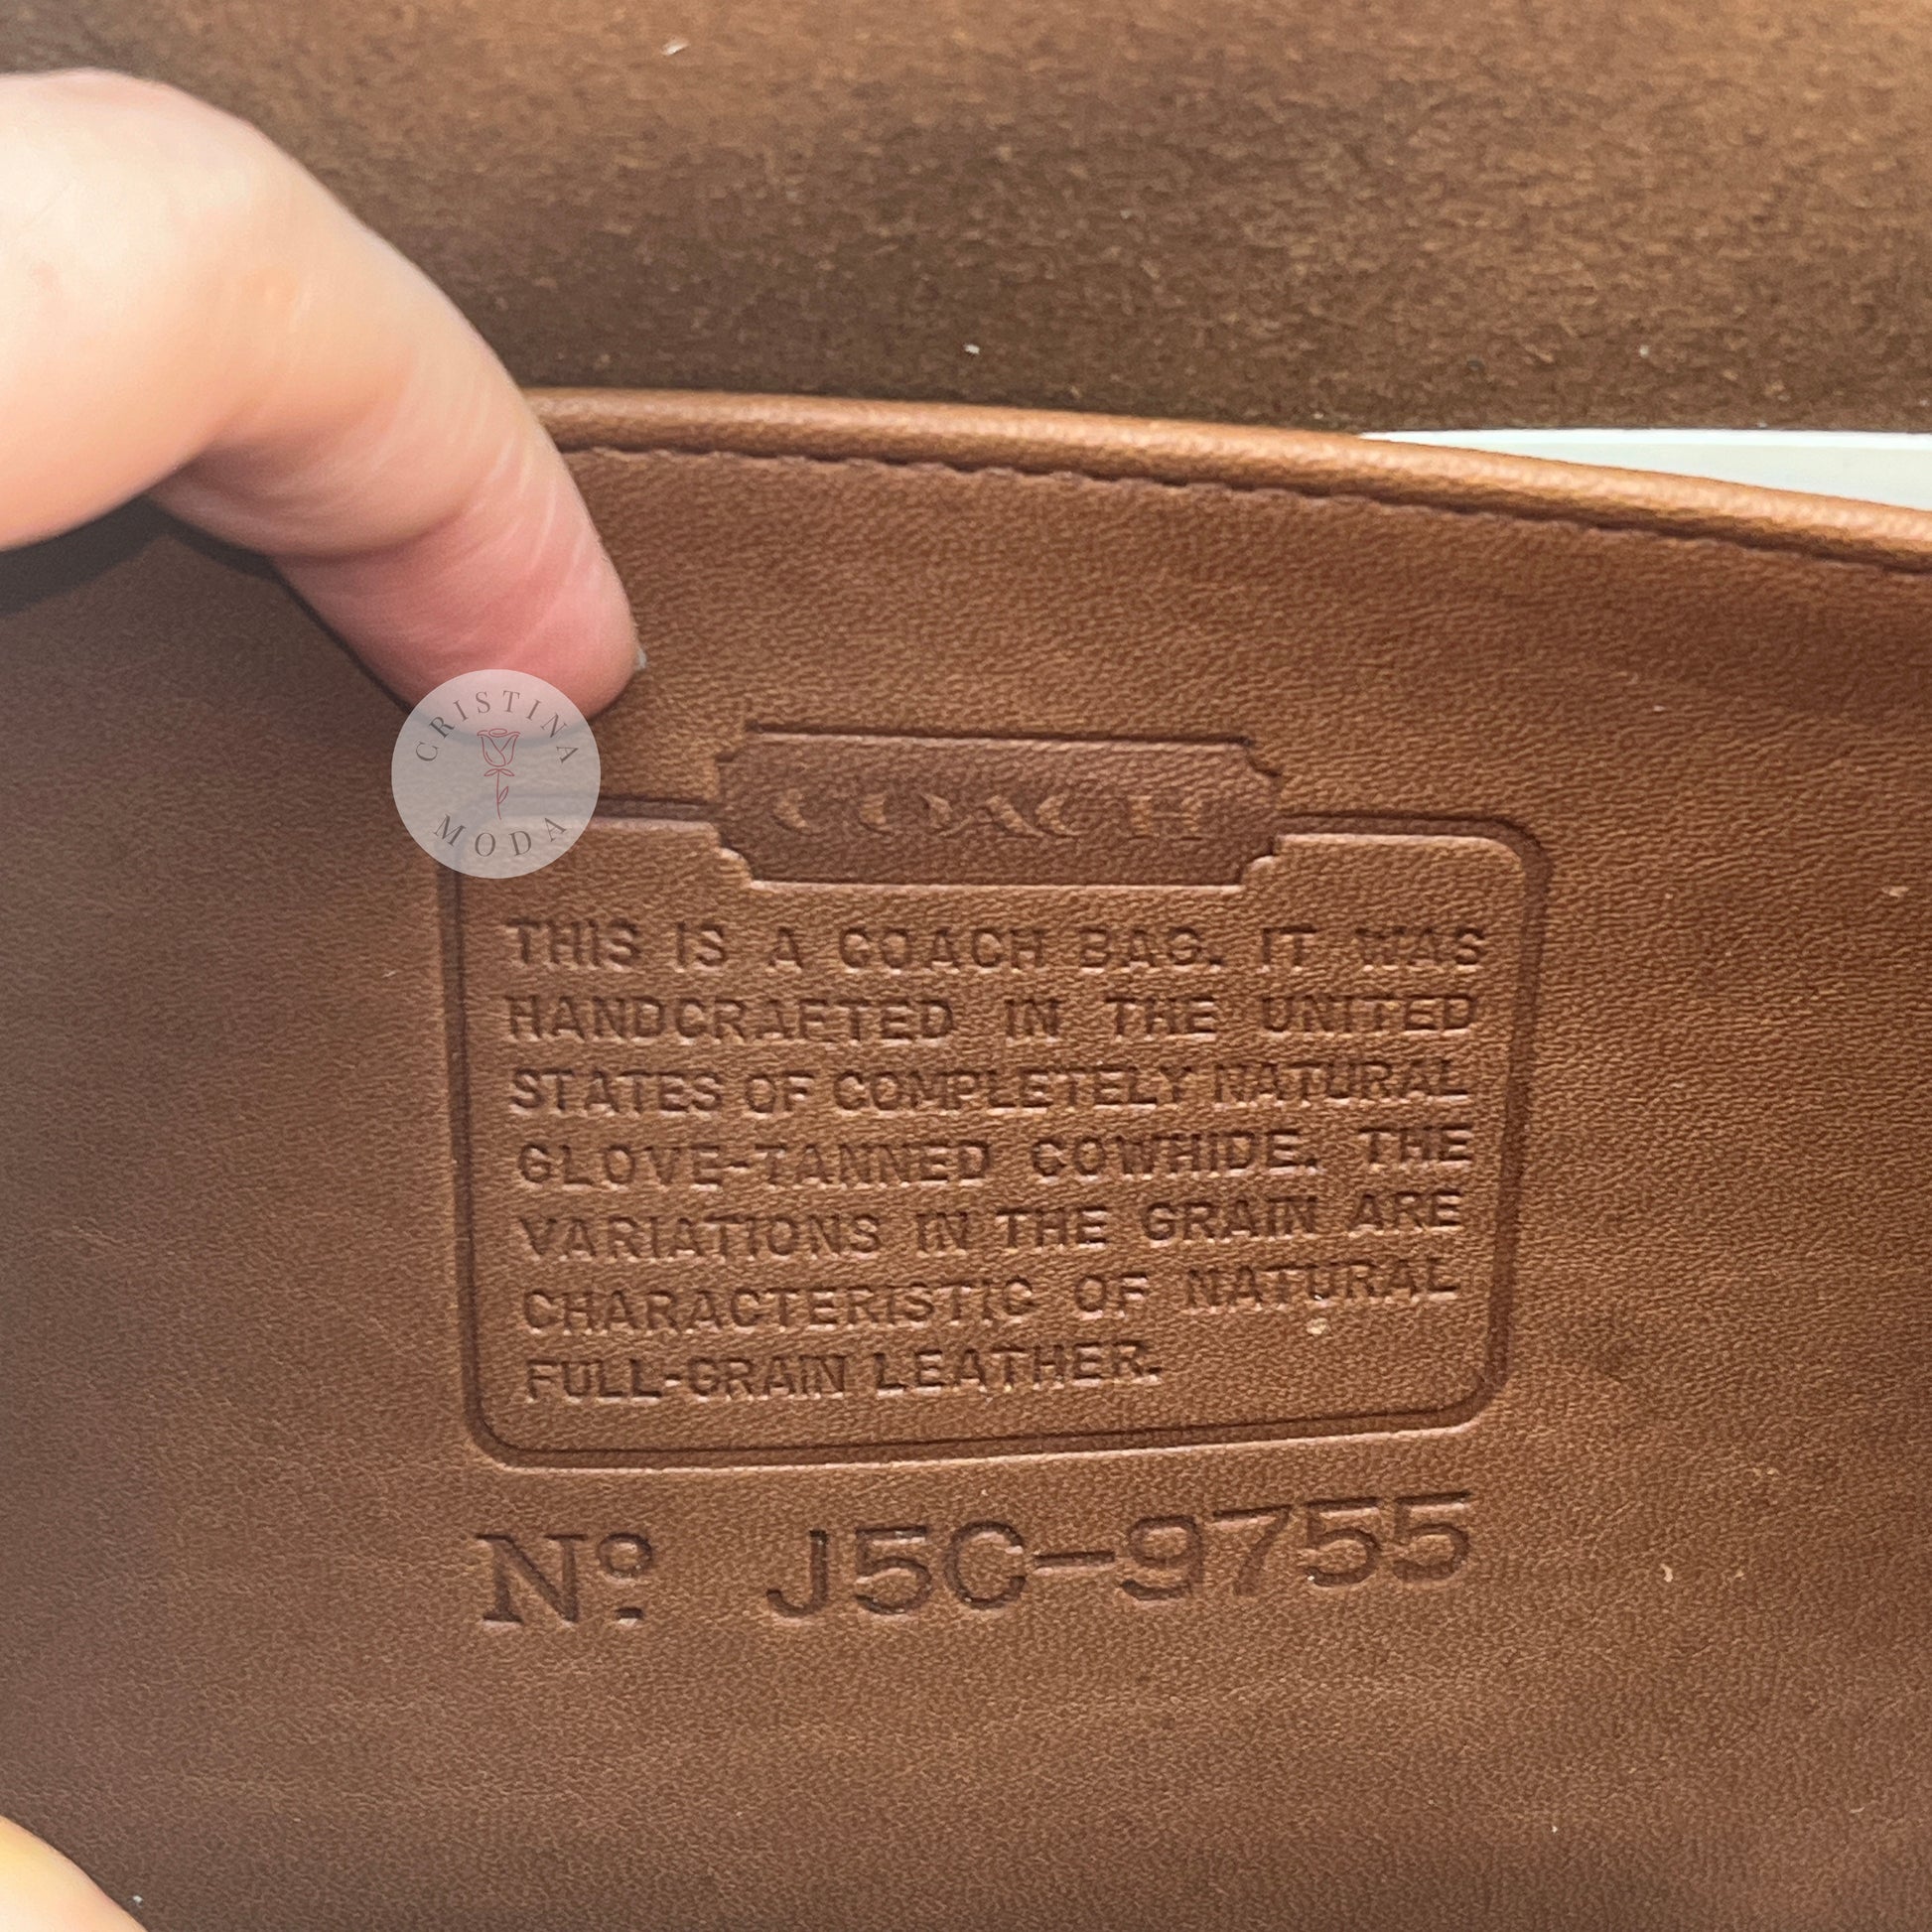 CRISTINA
MODA
COACH
THIS IS A COACH BAG. IT WAS
HANDCRAFTED IN THE UNITED
STATES OF COMPLETELY NATURAL
GLOVE-TANNED COWHIDE. THE
VARIATIONS IN THE GRAIN ARE
CHARACTERISTIC OF NATURAL
FULL-GRAIN LEATHER.
Nº J5C-9755